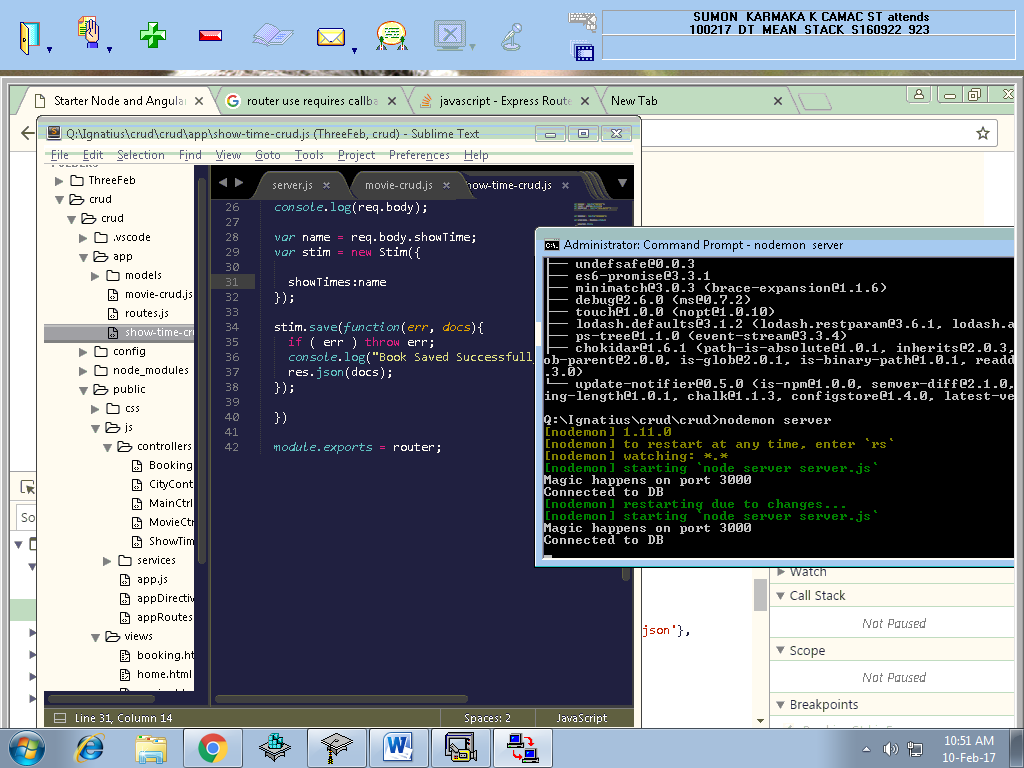 SUMON KARMAKA K CAMAC ST attends
100217_DT_MEAN_STACK_S160922_923
Starter Node and Angula
router use requires callba
javascript - Express Route
New Tab
Q:\Ignatius\crud\crud\app\show-time-crud.js (ThreeFeb, crud) - Sublime Text
File Edit Selection Find View Goto Tools Project Preferences Help
FOLDERS
ThreeFeb
crud
crud
.vscode
app
models
movie-crud.js
routes.js
show-time-cr
config
node_modules
public
css
js
controllers
Booking
CityCont
MainCtrl
MovieCtr
ShowTim
services
app.js
appDirectiv
appRoutes
views
booking.ht
home.html
server.js
movie-crud.js
how-time-crud.js
26 console.log(req.body);
27
28 var name = req.body.showTime;
29 var stim = new Stim({
30
31 showTimes:name
32 });
33
34 stim.save(function(err, docs){
35 if ( err ) throw err;
36 console.log("Book Saved Successfull
37 res.json(docs);
38 });
39
40 })
41
42 module.exports = router;
Line 31, Column 14
Spaces: 2
JavaScript
Administrator: Command Prompt - nodemon server
undefsafe@0.0.3
es6-promise@3.3.1
minimatch@3.0.3 (brace-expansion@1.1.6)
debug@2.6.0 (ms@0.7.2)
touch@1.0.0 (nopt@1.0.10)
lodash.defaults@3.1.2 (lodash.restparam@3.6.1, lodash.a
ps-tree@1.1.0 (event-stream@3.3.4)
chokidar@1.6.1 (path-is-absolute@1.0.1, inherits@2.0.3,
ob-parent@2.0.0, is-glob@2.0.1, is-binary-path@1.0.1, readd
.3.0)
update-notifier@0.5.0 (is-npm@1.0.0, semver-diff@2.1.0,
ing-length@1.0.1, chalk@1.1.3, configstore@1.4.0, latest-ve
Q:\Ignatius\crud\crud>nodemon server
[nodemon] 1.11.0
[nodemon] to restart at any time, enter `rs`
[nodemon] watching: *.*
[nodemon] starting `node server server.js`
Magic happens on port 3000
Connected to DB
[nodemon] restarting due to changes...
[nodemon] starting `node server server.js`
Magic happens on port 3000
Connected to DB
So
json'},
Watch
Call Stack
Not Paused
Scope
Not Paused
Breakpoints
10:51 AM
10-Feb-17